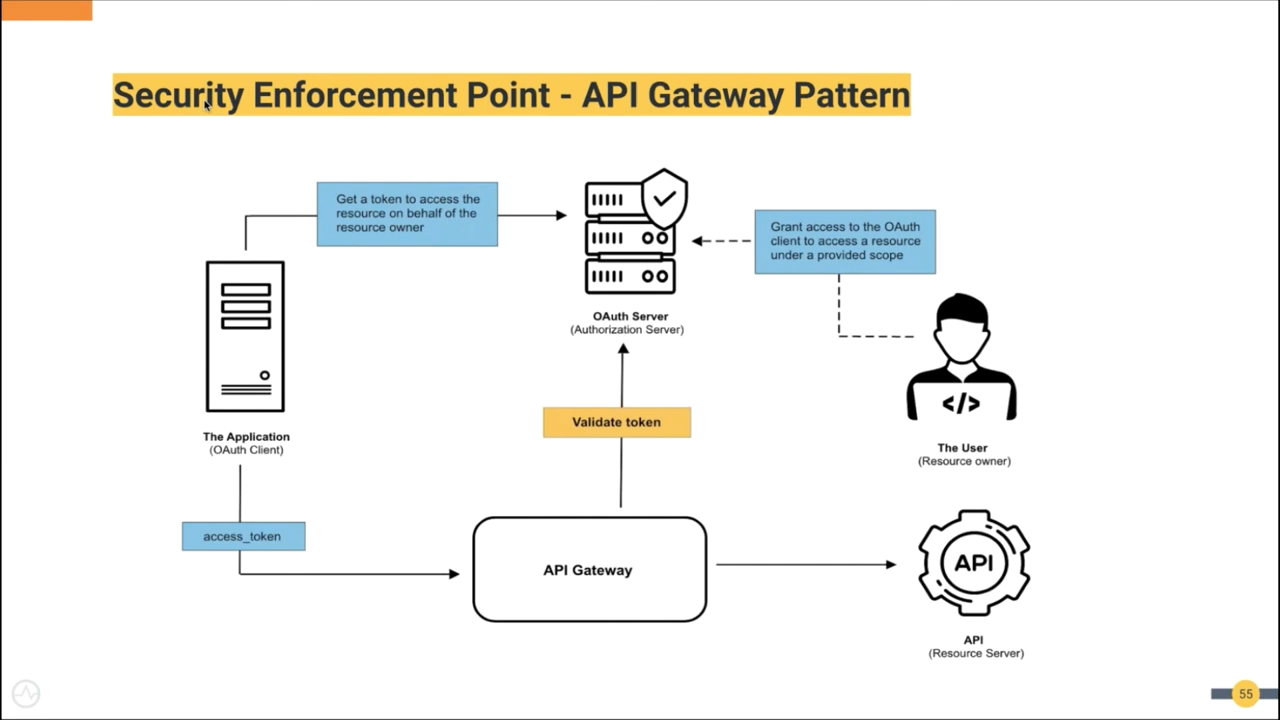 Security Enforcement Point - API Gateway Pattern
Get a token to access the
resource on behalf of the
resource owner
Grant access to the OAuth
client to access a resource
under a provided scope
OAuth Server
(Authorization Server)
The Application
(OAuth Client)
Validate token
</>
The User
(Resource owner)
access_token
API Gateway
API
API
(Resource Server)
55